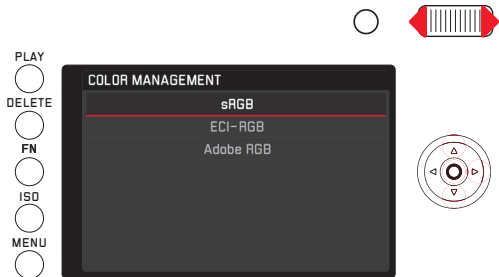 PLAY
DELETE
FN
ISO
MENU
COLOR MANAGEMENT
sRGB
ECI-RGB
Adobe RGB